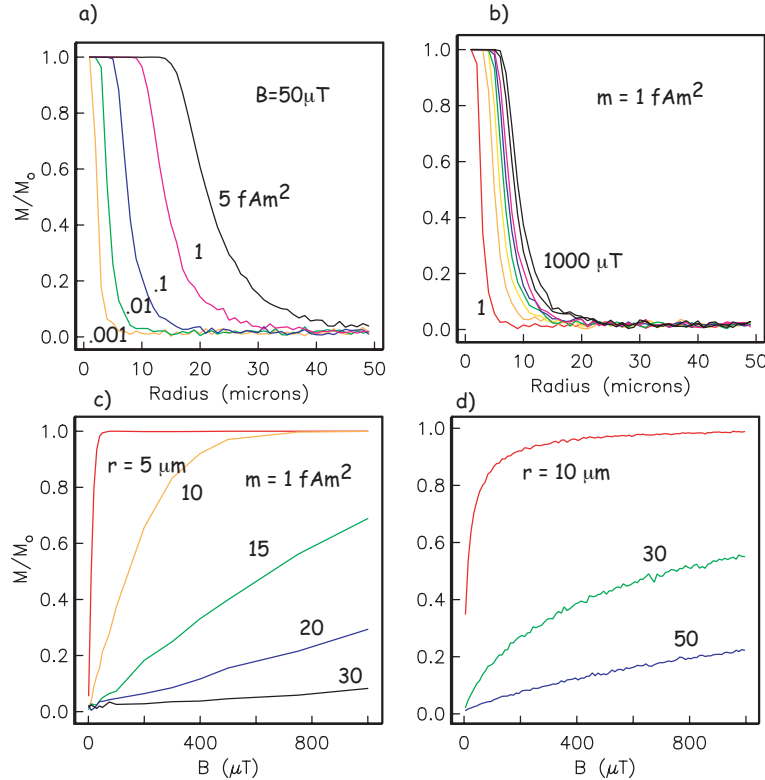 a)
1.0
0.8
0.6
0.4
0.2
0.0
M/Mo
B=50μT
5 fAm²
1
.1
.01
.001
0 10 20 30 40 50
Radius (microns)
b)
1.0
0.8
0.6
0.4
0.2
0.0
M/Mo
m = 1 fAm²
1000 μT
1
0 10 20 30 40 50
Radius (microns)
c)
1.0
0.8
0.6
0.4
0.2
0.0
M/Mo
r = 5 μm
m = 1 fAm²
10
15
20
30
0 400 800
B (μT)
d)
1.0
0.8
0.6
0.4
0.2
0.0
r = 10 μm
30
50
0 400 800
B (μT)